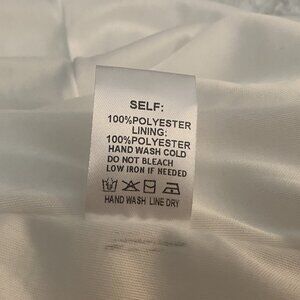 SELF:
100%POLYESTER
LINING:
100%POLYESTER
HAND WASH COLD
DO NOT BLEACH
LOW IRON IF NEEDED
HAND WASH LINE DRY